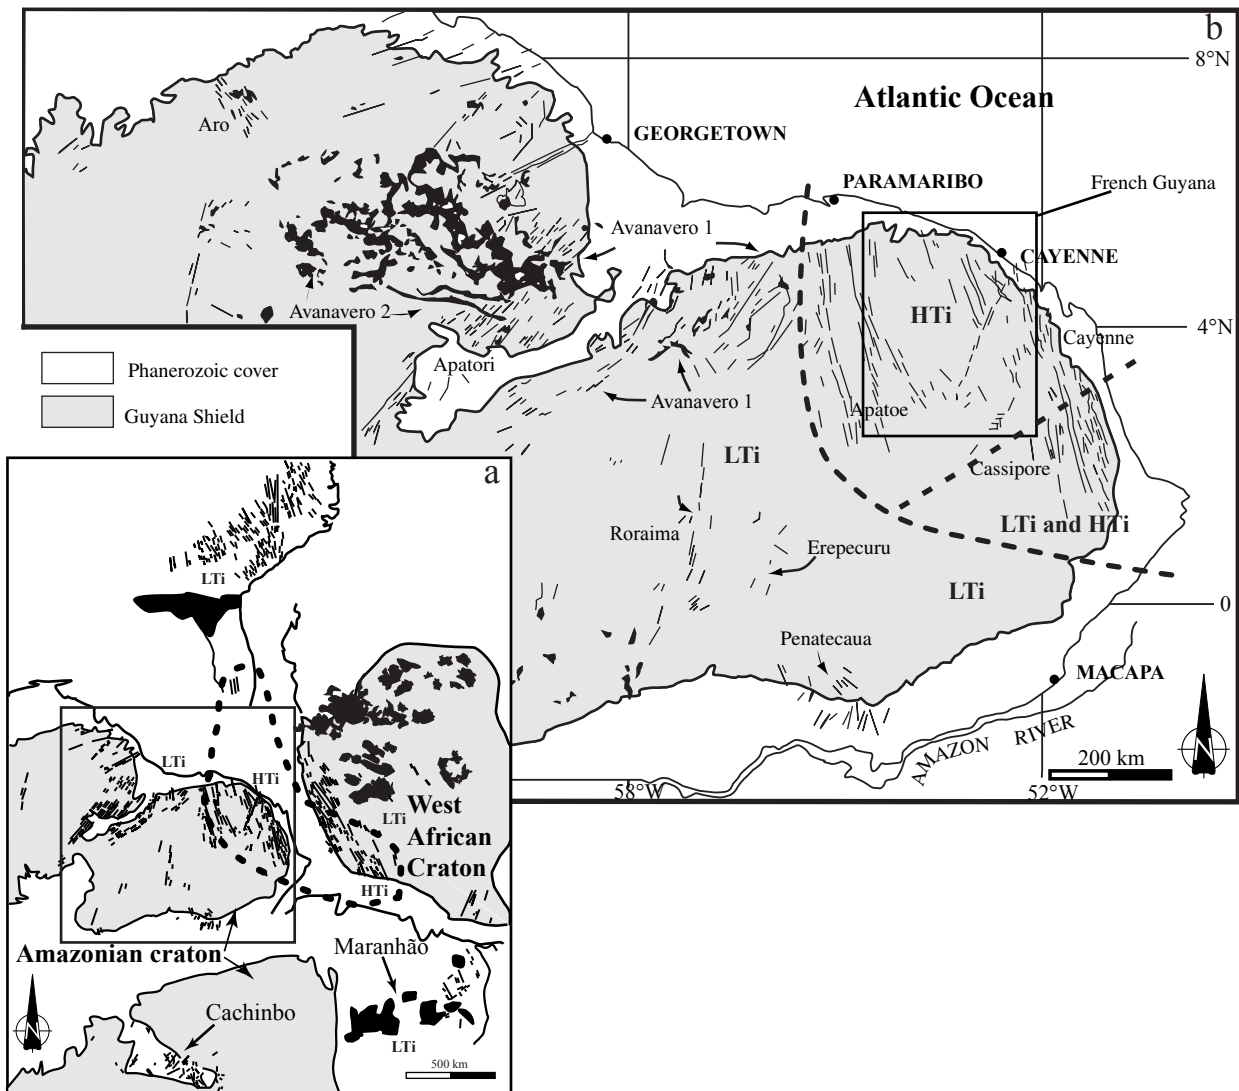 b
8°N
Atlantic Ocean
Aro
GEORGETOWN
PARAMARIBO
French Guyana
Avanavero 1
CAYENNE
Avanavero 2
HTi
4°N
Cayenne
Phanerozoic cover
Apatori
Avanavero 1
Apatoe
Guyana Shield
LTi
Cassipore
a
LTi and HTi
Roraima
Erepecuru
LTi
LTi
0
Penatecaua
MACAPA
N
AMAZON RIVER
200 km
58°W
52°W
LTi
HTi
LTi
West
African
Craton
HTi
Amazonian craton
Maranhão
Cachinbo
N
LTi
500 km